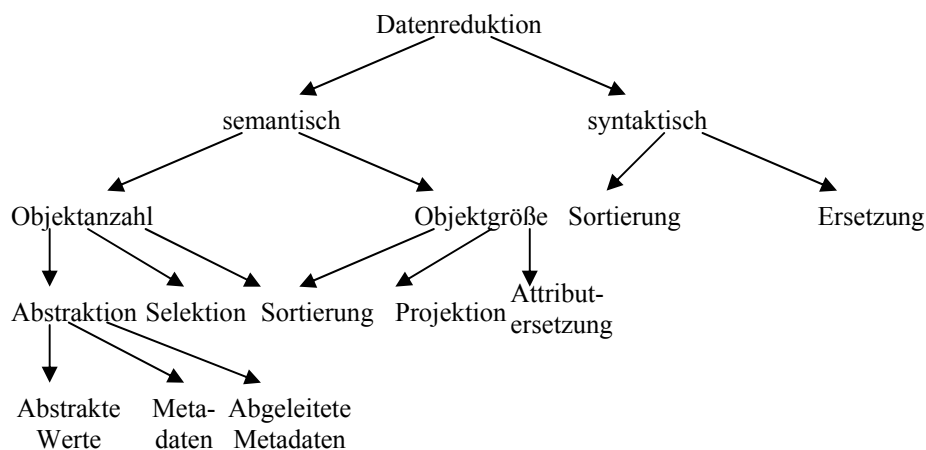 Datenreduktion
semantisch
syntaktisch
Objektanzahl
Objektgröße
Sortierung
Ersetzung
Abstraktion
Selektion
Sortierung
Projektion
Attribut-
ersetzung
Abstrakte
Werte
Meta-
daten
Abgeleitete
Metadaten